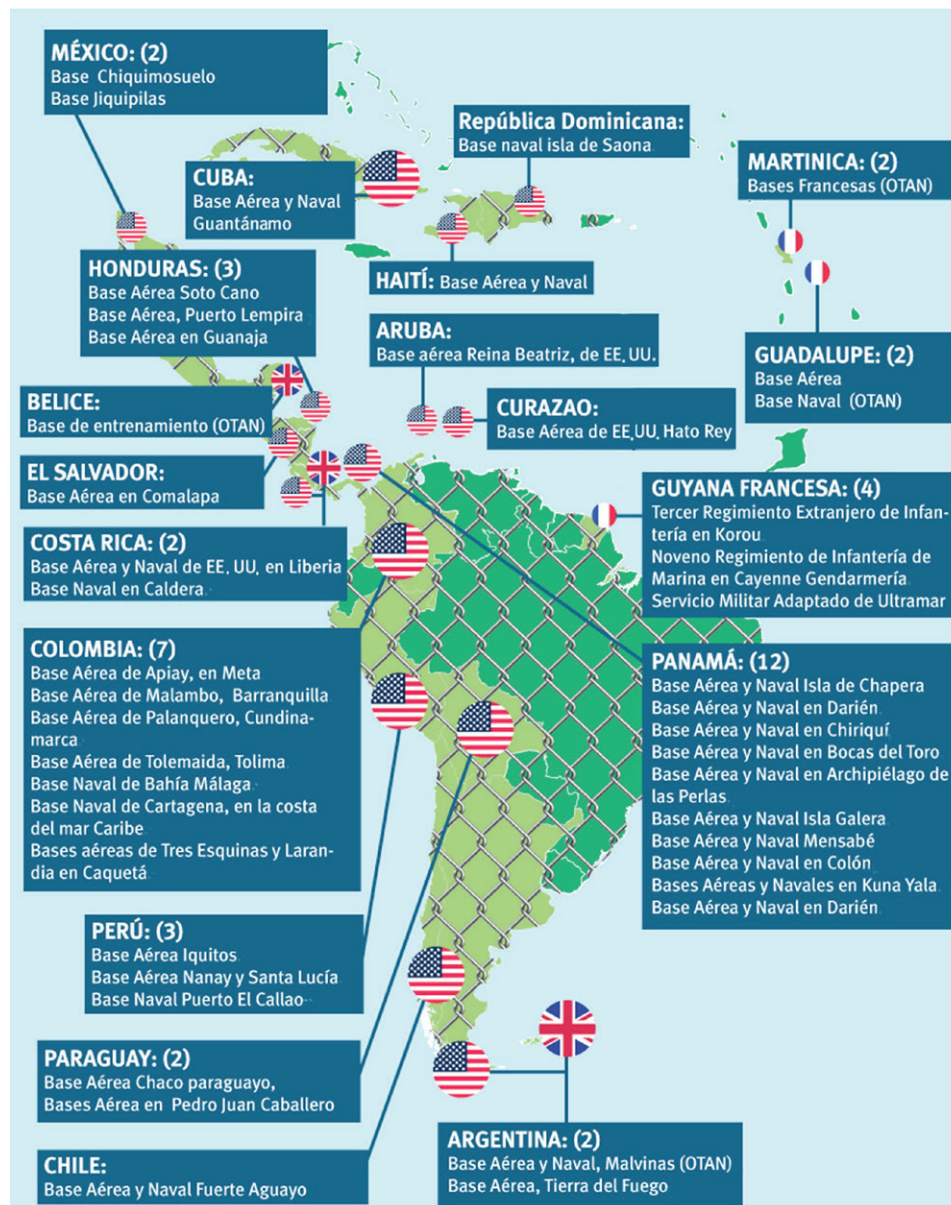 MÉXICO: (2)
Base Chiquimosuelo
Base Jiquipilas
República Dominicana:
Base naval isla de Saona
MARTINICA: (2)
Bases Francesas (OTAN)
CUBA:
Base Aérea y Naval
Guantánamo
HONDURAS: (3)
Base Aérea Soto Cano
Base Aérea, Puerto Lempira
Base Aérea en Guanaja
HAITÍ: Base Aérea y Naval
ARUBA:
Base aérea Reina Beatriz, de EE.UU.
GUADALUPE: (2)
Base Aérea
Base Naval (OTAN)
BELICE:
Base de entrenamiento (OTAN)
CURAZAO:
Base Aérea de EE.UU. Hato Rey
EL SALVADOR:
Base Aérea en Comalapa
GUYANA FRANCESA: (4)
Tercer Regimiento Extranjero de Infan-
tería en Korou
Noveno Regimiento de Infantería de
Marina en Cayenne Gendarmería
Servicio Militar Adaptado de Ultramar
COSTA RICA: (2)
Base Aérea y Naval de EE. UU. en Liberia
Base Naval en Caldera
COLOMBIA: (7)
Base Aérea de Apiay, en Meta
Base Aérea de Malambo, Barranquilla
Base Aérea de Palanquero, Cundina-
marca
Base Aérea de Tolemaida, Tolima
Base Naval de Bahía Málaga
Base Naval de Cartagena, en la costa
del mar Caribe
Bases aéreas de Tres Esquinas y Laran-
dia en Caquetá
PANAMÁ: (12)
Base Aérea y Naval Isla de Chapera
Base Aérea y Naval en Darién
Base Aérea y Naval en Chiriquí
Base Aérea y Naval en Bocas del Toro
Base Aérea y Naval en Archipiélago de
las Perlas
Base Aérea y Naval Isla Galera
Base Aérea y Naval Mensabé
Base Aérea y Naval en Colón
Bases Aéreas y Navales en Kuna Yala
Base Aérea y Naval en Darién
PERÚ: (3)
Base Aérea Iquitos
Base Aérea Nanay y Santa Lucía
Base Naval Puerto El Callao
PARAGUAY: (2)
Base Aérea Chaco paraguayo,
Bases Aérea en Pedro Juan Caballero
CHILE:
Base Aérea y Naval Fuerte Aguayo
ARGENTINA: (2)
Base Aérea y Naval, Malvinas (OTAN)
Base Aérea, Tierra del Fuego